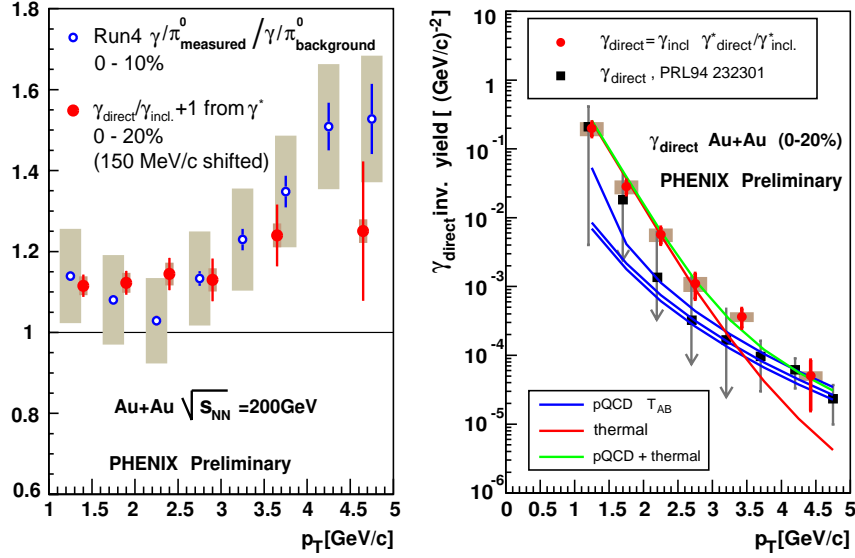 1.8
1.6
1.4
1.2
1
0.8
0.6
Run4 γ/π⁰measured / γ/π⁰background
0 - 10%
γdirect/γincl. +1 from γ*
0 - 20%
(150 MeV/c shifted)
Au+Au √SNN =200GeV
PHENIX Preliminary
1 1.5 2 2.5 3 3.5 4 4.5 5
pT[GeV/c]
γdirect inv. yield [ (GeV/c)-2]
10
1
10-1
10-2
10-3
10-4
10-5
10-6
γdirect = γincl γ*direct/γ*incl.
γdirect , PRL94 232301
γdirect Au+Au (0-20%)
PHENIX Preliminary
pQCD TAB
thermal
pQCD + thermal
0 0.5 1 1.5 2 2.5 3 3.5 4 4.5 5
pT[GeV/c]